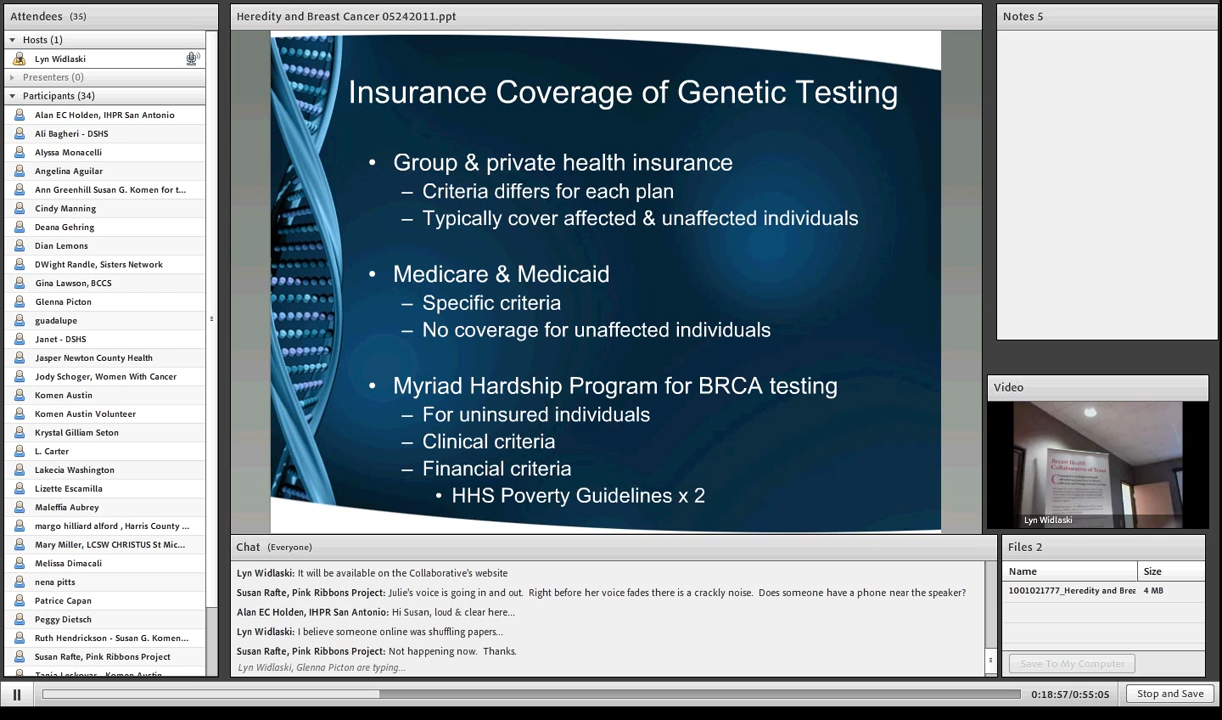 Attendees (35)
Hosts (1)
Lyn Widlaski
Presenters (0)
Participants (34)
Alan EC Holden, IHPR San Antonio
Ali Bagheri - DSHS
Alyssa Monacelli
Angelina Aguilar
Ann Greenhill Susan G. Komen for t...
Cindy Manning
Deana Gehring
Dian Lemons
DWight Randle, Sisters Network
Gina Lawson, BCCS
Glenna Picton
guadalupe
Janet - DSHS
Jasper Newton County Health
Jody Schoger, Women With Cancer
Komen Austin
Komen Austin Volunteer
Krystal Gilliam Seton
L. Carter
Lakecia Washington
Lizette Escamilla
Maleffia Aubrey
margo hilliard alford , Harris County ...
Mary Miller, LCSW CHRISTUS St Mic...
Melissa Dimacali
nena pitts
Patrice Capan
Peggy Dietsch
Ruth Hendrickson - Susan G. Komen...
Susan Rafte, Pink Ribbons Project
Heredity and Breast Cancer 05242011.ppt
Insurance Coverage of Genetic Testing
• Group & private health insurance
– Criteria differs for each plan
– Typically cover affected & unaffected individuals
• Medicare & Medicaid
– Specific criteria
– No coverage for unaffected individuals
• Myriad Hardship Program for BRCA testing
– For uninsured individuals
– Clinical criteria
– Financial criteria
• HHS Poverty Guidelines x 2
Chat (Everyone)
Lyn Widlaski: It will be available on the Collaborative's website
Susan Rafte, Pink Ribbons Project: Julie's voice is going in and out. Right before her voice fades there is a crackly noise. Does someone have a phone near the speaker?
Alan EC Holden, IHPR San Antonio: Hi Susan, loud & clear here...
Lyn Widlaski: I believe someone online was shuffling papers...
Susan Rafte, Pink Ribbons Project: Not happening now. Thanks.
Lyn Widlaski, Glenna Picton are typing...
Notes 5
Video
Breast Health
Collaborative of Texas
Lyn Widlaski
Files 2
Name Size
1001021777_Heredity and Brea 4 MB
Save To My Computer
0:18:57/0:55:05
Stop and Save